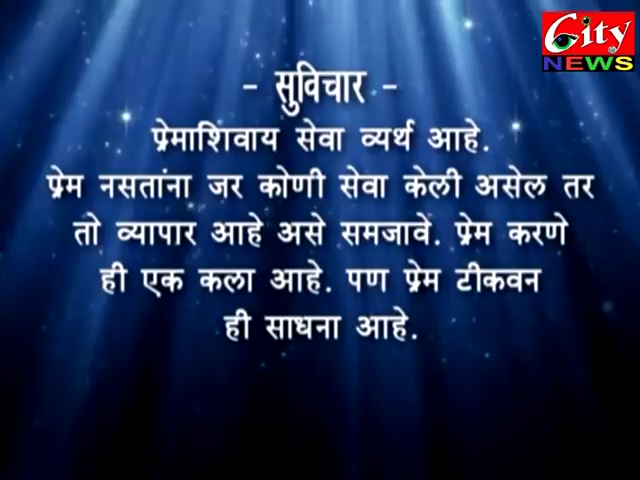 City
NEWS
- सुविचार -
प्रेमाशिवाय सेवा व्यर्थ आहे.
प्रेम नसतांना जर कोणी सेवा केली असेल तर
तो व्यापार आहे असे समजावें. प्रेम करणे
ही एक कला आहे. पण प्रेम टीकवन
ही साधना आहे.